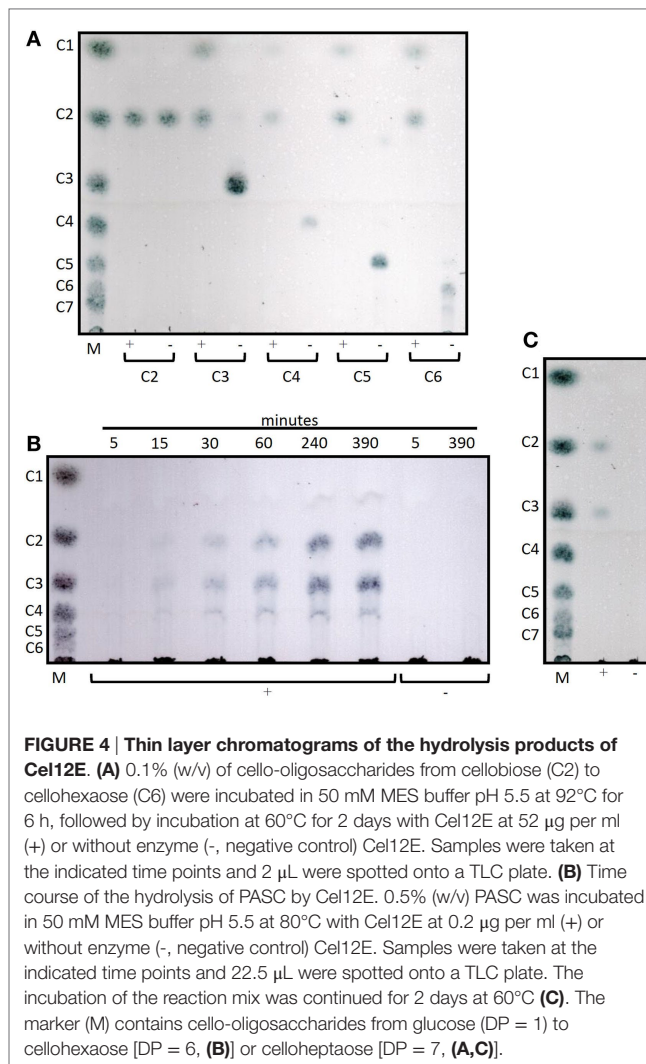 A
C1
C2
C3
C4
C5
C6
C7
M + - + - + - + - + -
C2 C3 C4 C5 C6
B
minutes
5 15 30 60 240 390 5 390
C1
C2
C3
C4
C5
C6
M
+ -
C
C1
C2
C3
C4
C5
C6
C7
M + -
FIGURE 4 | Thin layer chromatograms of the hydrolysis products of
Cel12E. (A) 0.1% (w/v) of cello-oligosaccharides from cellobiose (C2) to
cellohexaose (C6) were incubated in 50 mM MES buffer pH 5.5 at 92°C for
6 h, followed by incubation at 60°C for 2 days with Cel12E at 52 µg per ml
(+) or without enzyme (-, negative control) Cel12E. Samples were taken at
the indicated time points and 2 µL were spotted onto a TLC plate. (B) Time
course of the hydrolysis of PASC by Cel12E. 0.5% (w/v) PASC was incubated
in 50 mM MES buffer pH 5.5 at 80°C with Cel12E at 0.2 µg per ml (+) or
without enzyme (-, negative control) Cel12E. Samples were taken at the
indicated time points and 22.5 µL were spotted onto a TLC plate. The
incubation of the reaction mix was continued for 2 days at 60°C (C). The
marker (M) contains cello-oligosaccharides from glucose (DP = 1) to
cellohexaose [DP = 6, (B)] or celloheptaose [DP = 7, (A,C)].